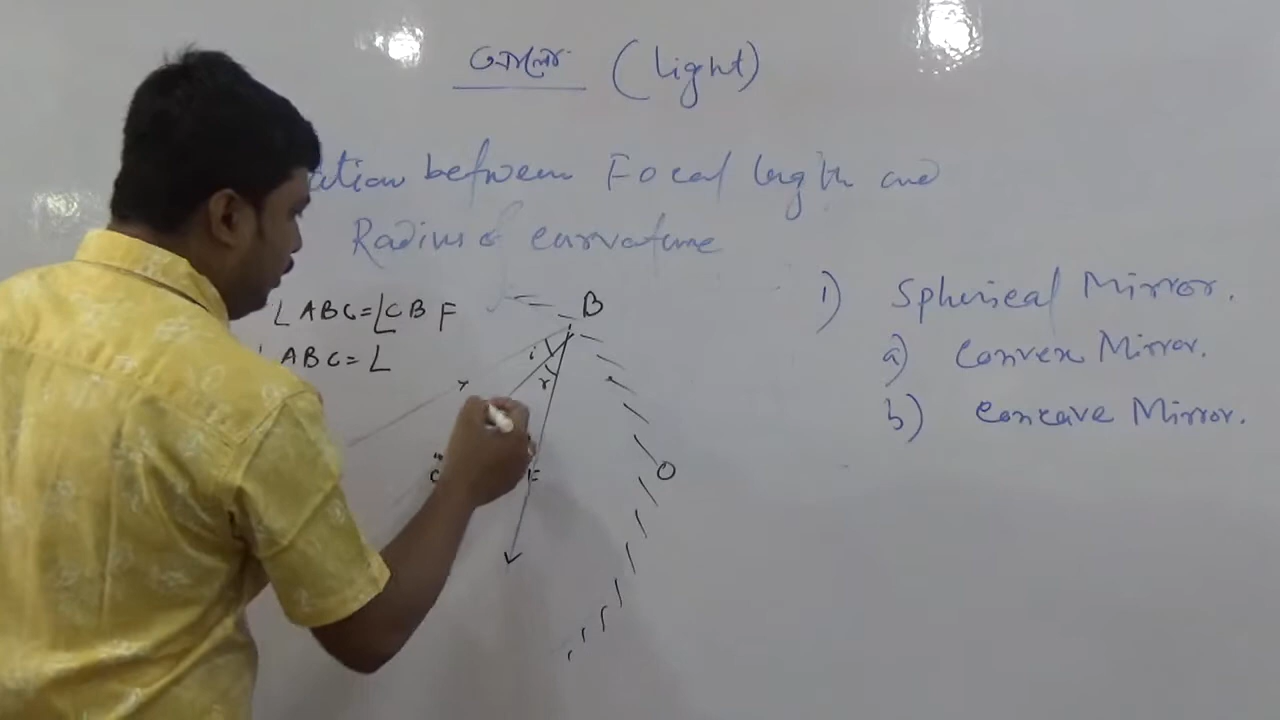 আলো (Light)
ation between Focal length and
Radius of curvature
∠ABC=∠CBF
∠ABC=∠
B
i
r
C
F
O
i) Spherical Mirror.
a) Convex Mirror.
b) Concave Mirror.